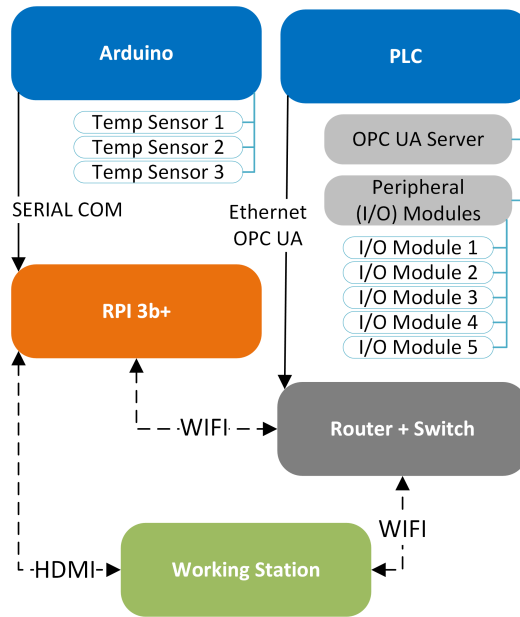 Arduino
PLC
Temp Sensor 1
Temp Sensor 2
Temp Sensor 3
OPC UA Server
Peripheral
(I/O) Modules
SERIAL COM
Ethernet
OPC UA
I/O Module 1
I/O Module 2
I/O Module 3
I/O Module 4
I/O Module 5
RPI 3b+
WIFI
Router + Switch
WIFI
HDMI
Working Station